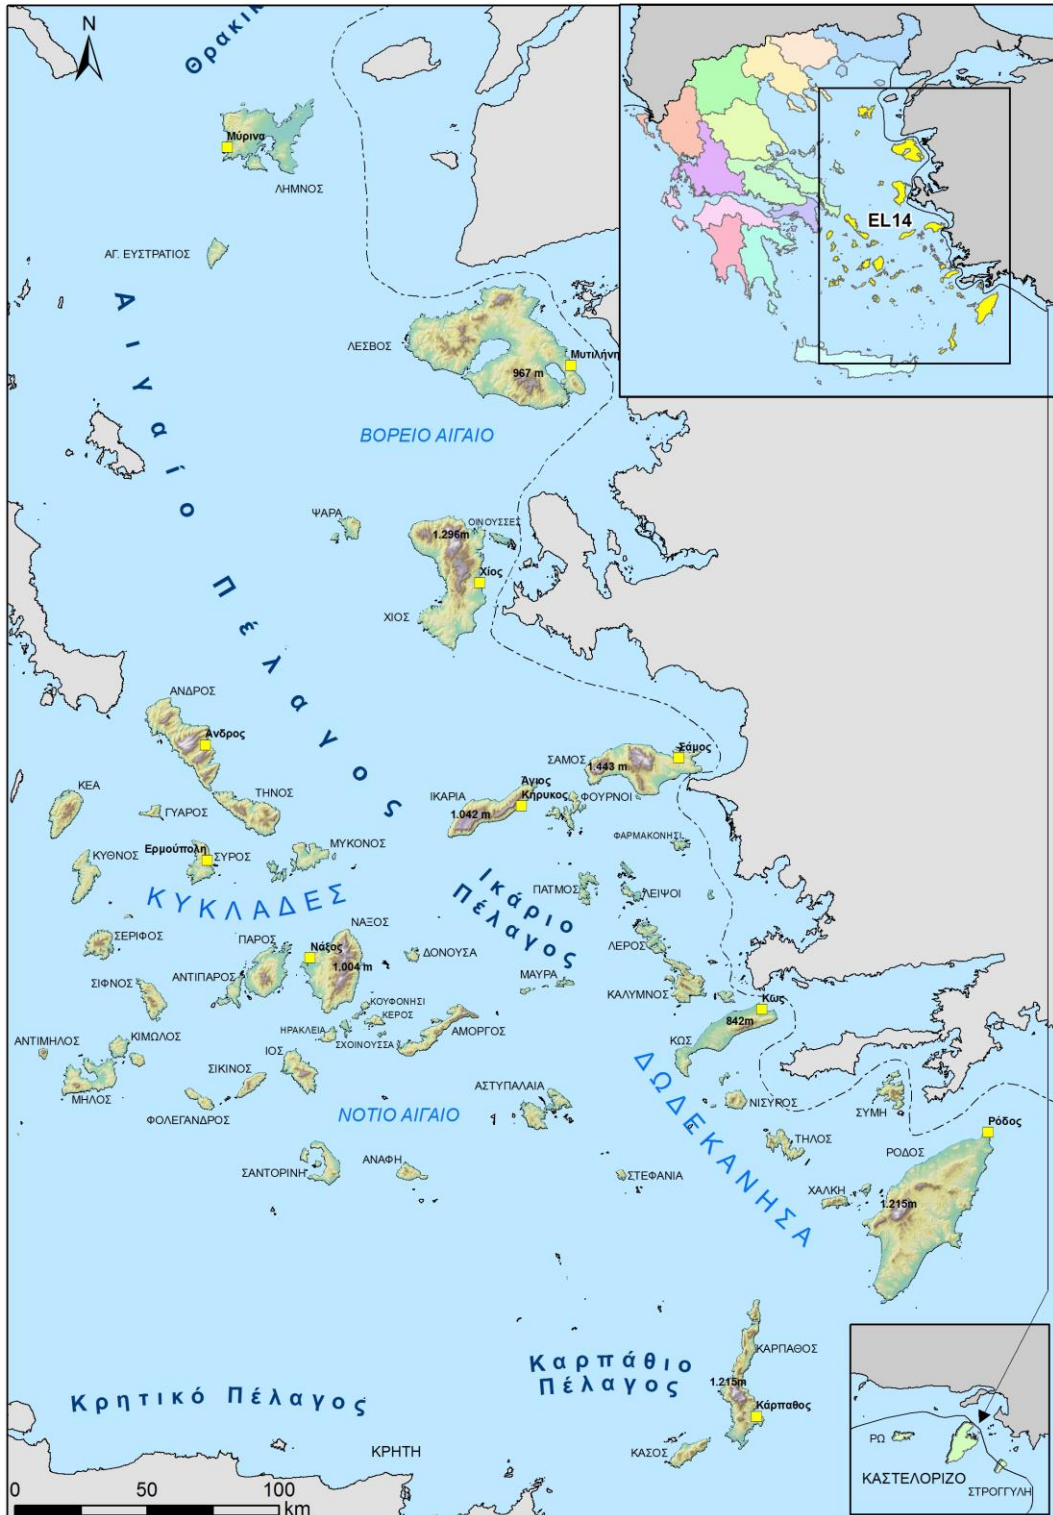 N
Θρακικ
EL14
Μύρινα
ΛΗΜΝΟΣ
ΑΓ. ΕΥΣΤΡΑΤΙΟΣ
Αιγαίο Πέλαγος
ΛΕΣΒΟΣ
Μυτιλήνη
967 m
ΒΟΡΕΙΟ ΑΙΓΑΙΟ
ΨΑΡΑ
ΟΙΝΟΥΣΣΕΣ
1.296m
Χίος
ΧΙΟΣ
ΑΝΔΡΟΣ
Άνδρος
Σάμος
ΣΑΜΟΣ
1.443 m
ΚΕΑ
ΤΗΝΟΣ
ΙΚΑΡΙΑ
Άγιος
Κήρυκος
ΦΟΥΡΝΟΙ
ΓΥΑΡΟΣ
1.042 m
ΦΑΡΜΑΚΟΝΗΣΙ
Ερμούπολη
ΣΥΡΟΣ
ΜΥΚΟΝΟΣ
ΚΥΘΝΟΣ
ΚΥΚΛΑΔΕΣ
Ικάριο
Πέλαγος
ΠΑΤΜΟΣ
ΛΕΙΨΟΙ
ΝΑΞΟΣ
ΣΕΡΙΦΟΣ
ΠΑΡΟΣ
Νάξος
ΔΟΝΟΥΣΑ
ΛΕΡΟΣ
1.004 m
ΑΝΤΙΠΑΡΟΣ
ΣΙΦΝΟΣ
ΜΑΥΡΑ
ΚΑΛΥΜΝΟΣ
Κως
ΚΟΥΦΟΝΗΣΙ
ΚΕΡΟΣ
842m
ΗΡΑΚΛΕΙΑ
ΣΧΟΙΝΟΥΣΣΑ
ΑΜΟΡΓΟΣ
ΚΩΣ
ΑΝΤΙΜΗΛΟΣ
ΚΙΜΩΛΟΣ
ΙΟΣ
ΔΩΔΕΚΑΝΗΣΑ
ΣΙΚΙΝΟΣ
ΑΣΤΥΠΑΛΑΙΑ
ΜΗΛΟΣ
ΝΙΣΥΡΟΣ
ΣΥΜΗ
ΦΟΛΕΓΑΝΔΡΟΣ
ΝΟΤΙΟ ΑΙΓΑΙΟ
Ρόδος
ΤΗΛΟΣ
ΡΟΔΟΣ
ΣΑΝΤΟΡΙΝΗ
ΑΝΑΦΗ
ΣΤΕΦΑΝΙΑ
ΧΑΛΚΗ
1.215m
ΚΑΡΠΑΘΟΣ
Καρπάθιο
Πέλαγος
1.215m
Κρητικό Πέλαγος
Κάρπαθος
ΚΡΗΤΗ
ΚΑΣΟΣ
ΡΩ
ΚΑΣΤΕΛΟΡΙΖΟ
ΣΤΡΟΓΓΥΛΗ
0 50 100
km